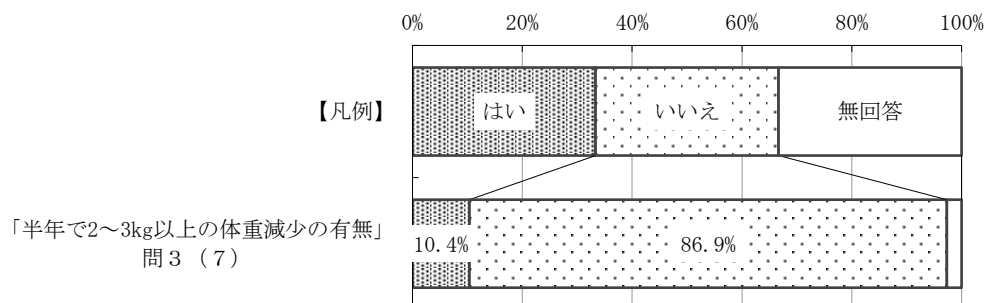 0% 20% 40% 60% 80% 100%
【凡例】 はい いいえ 無回答
「半年で2～3kg以上の体重減少の有無」
問３（７）
10.4% 86.9%